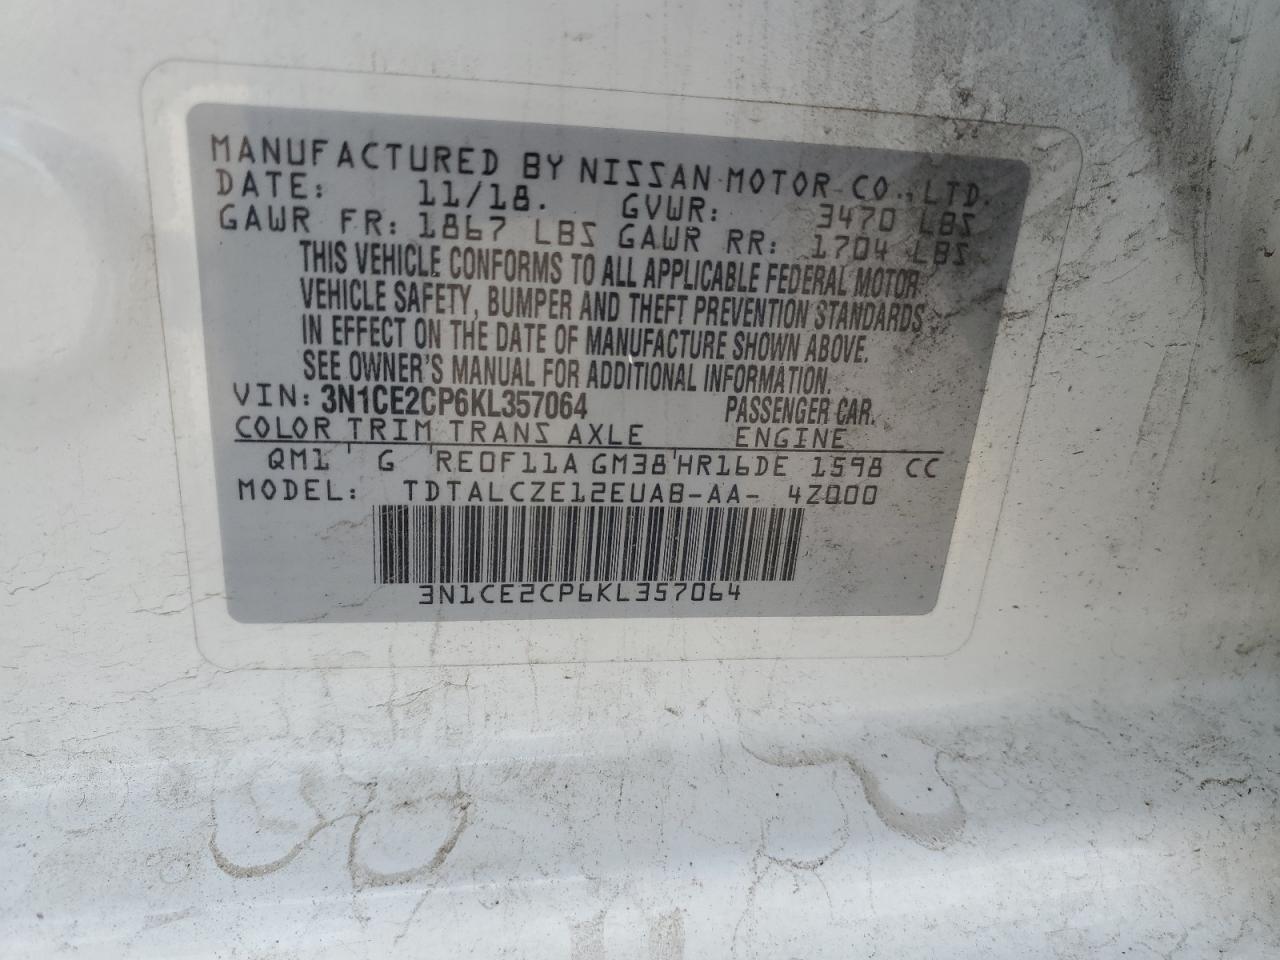 MANUFACTURED BY NISSAN MOTOR CO., LTD.
DATE: 11/18. GVWR: 3470 LBS
GAWR FR: 1867 LBS GAWR RR: 1704 LBS
THIS VEHICLE CONFORMS TO ALL APPLICABLE FEDERAL MOTOR
VEHICLE SAFETY, BUMPER AND THEFT PREVENTION STANDARDS
IN EFFECT ON THE DATE OF MANUFACTURE SHOWN ABOVE.
SEE OWNER'S MANUAL FOR ADDITIONAL INFORMATION.
VIN: 3N1CE2CP6KL357064 PASSENGER CAR.
COLOR TRIM TRANS AXLE ENGINE
QM1 ' G 'RE0F11A GM38'HR16DE 1598 CC
MODEL: TDTALCZE12EUAB-AA- 4Z000
3N1CE2CP6KL357064